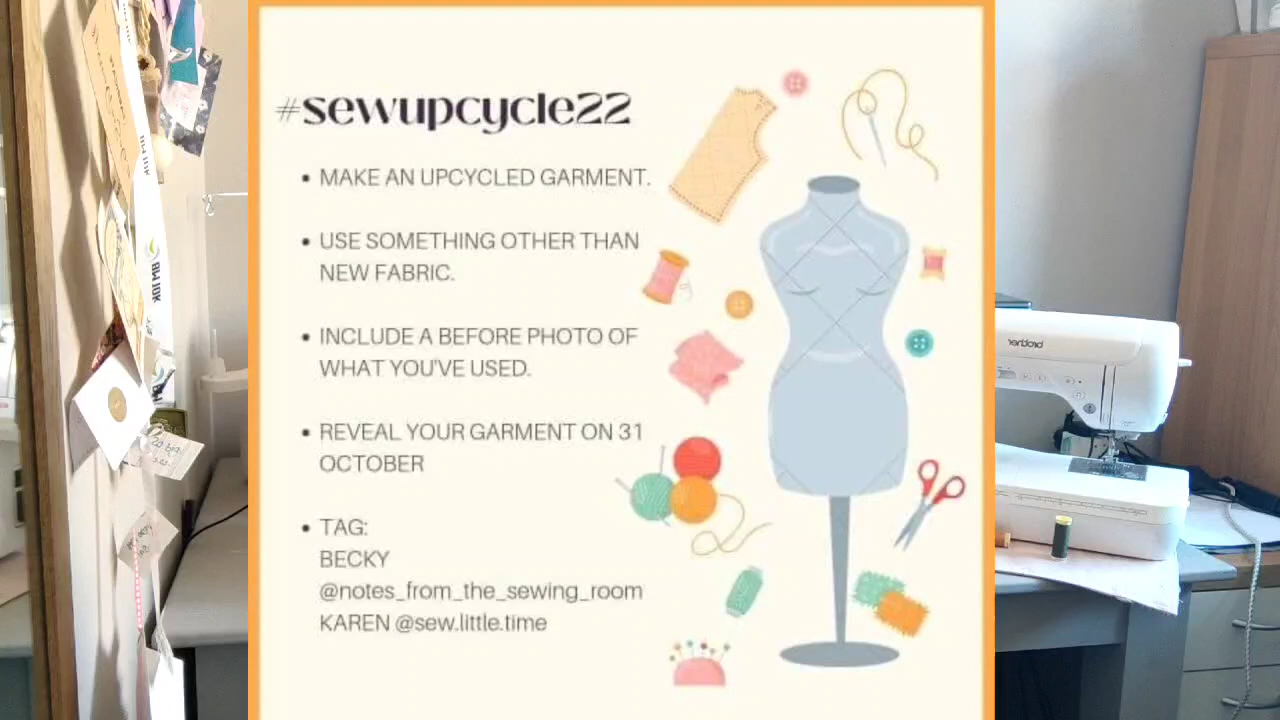 #sewupcycle22
• MAKE AN UPCYCLED GARMENT.
• USE SOMETHING OTHER THAN
NEW FABRIC.
• INCLUDE A BEFORE PHOTO OF
WHAT YOU'VE USED.
• REVEAL YOUR GARMENT ON 31
OCTOBER
• TAG:
BECKY
@notes_from_the_sewing_room
KAREN @sew.little.time
brother